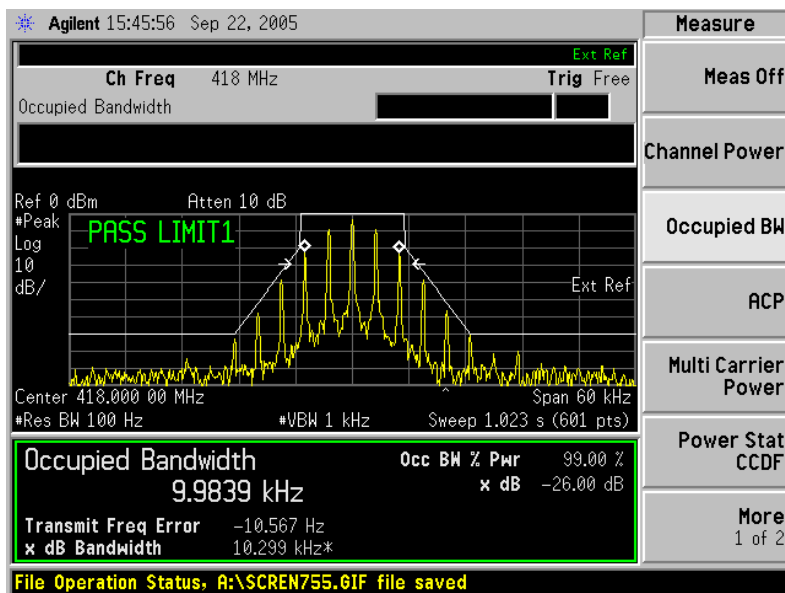 Agilent 15:45:56 Sep 22, 2005
Measure
Ext Ref
Ch Freq 418 MHz
Trig Free
Occupied Bandwidth
Meas Off
Channel Power
Occupied BW
ACP
Multi Carrier
Power
Power Stat
CCDF
More
1 of 2
Ref 0 dBm Atten 10 dB
#Peak
Log
10
dB/
PASS LIMIT1
Ext Ref
Center 418.000 00 MHz Span 60 kHz
#Res BW 100 Hz #VBW 1 kHz Sweep 1.023 s (601 pts)
Occupied Bandwidth
9.9839 kHz
Occ BW % Pwr 99.00 %
x dB -26.00 dB
Transmit Freq Error -10.567 Hz
x dB Bandwidth 10.299 kHz*
File Operation Status, A:\SCREN755.GIF file saved